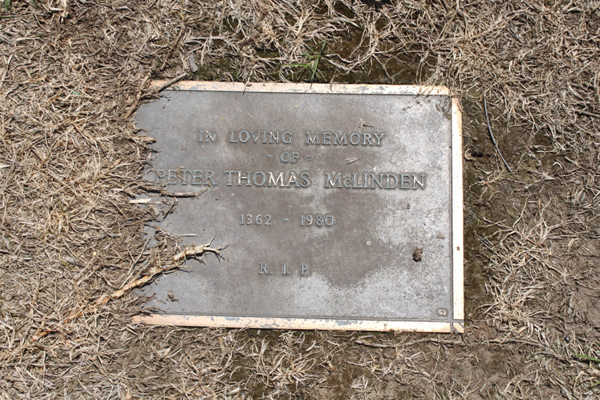 IN LOVING MEMORY
- OF -
PETER THOMAS McLINDEN
1962 - 1980
R. I. P.